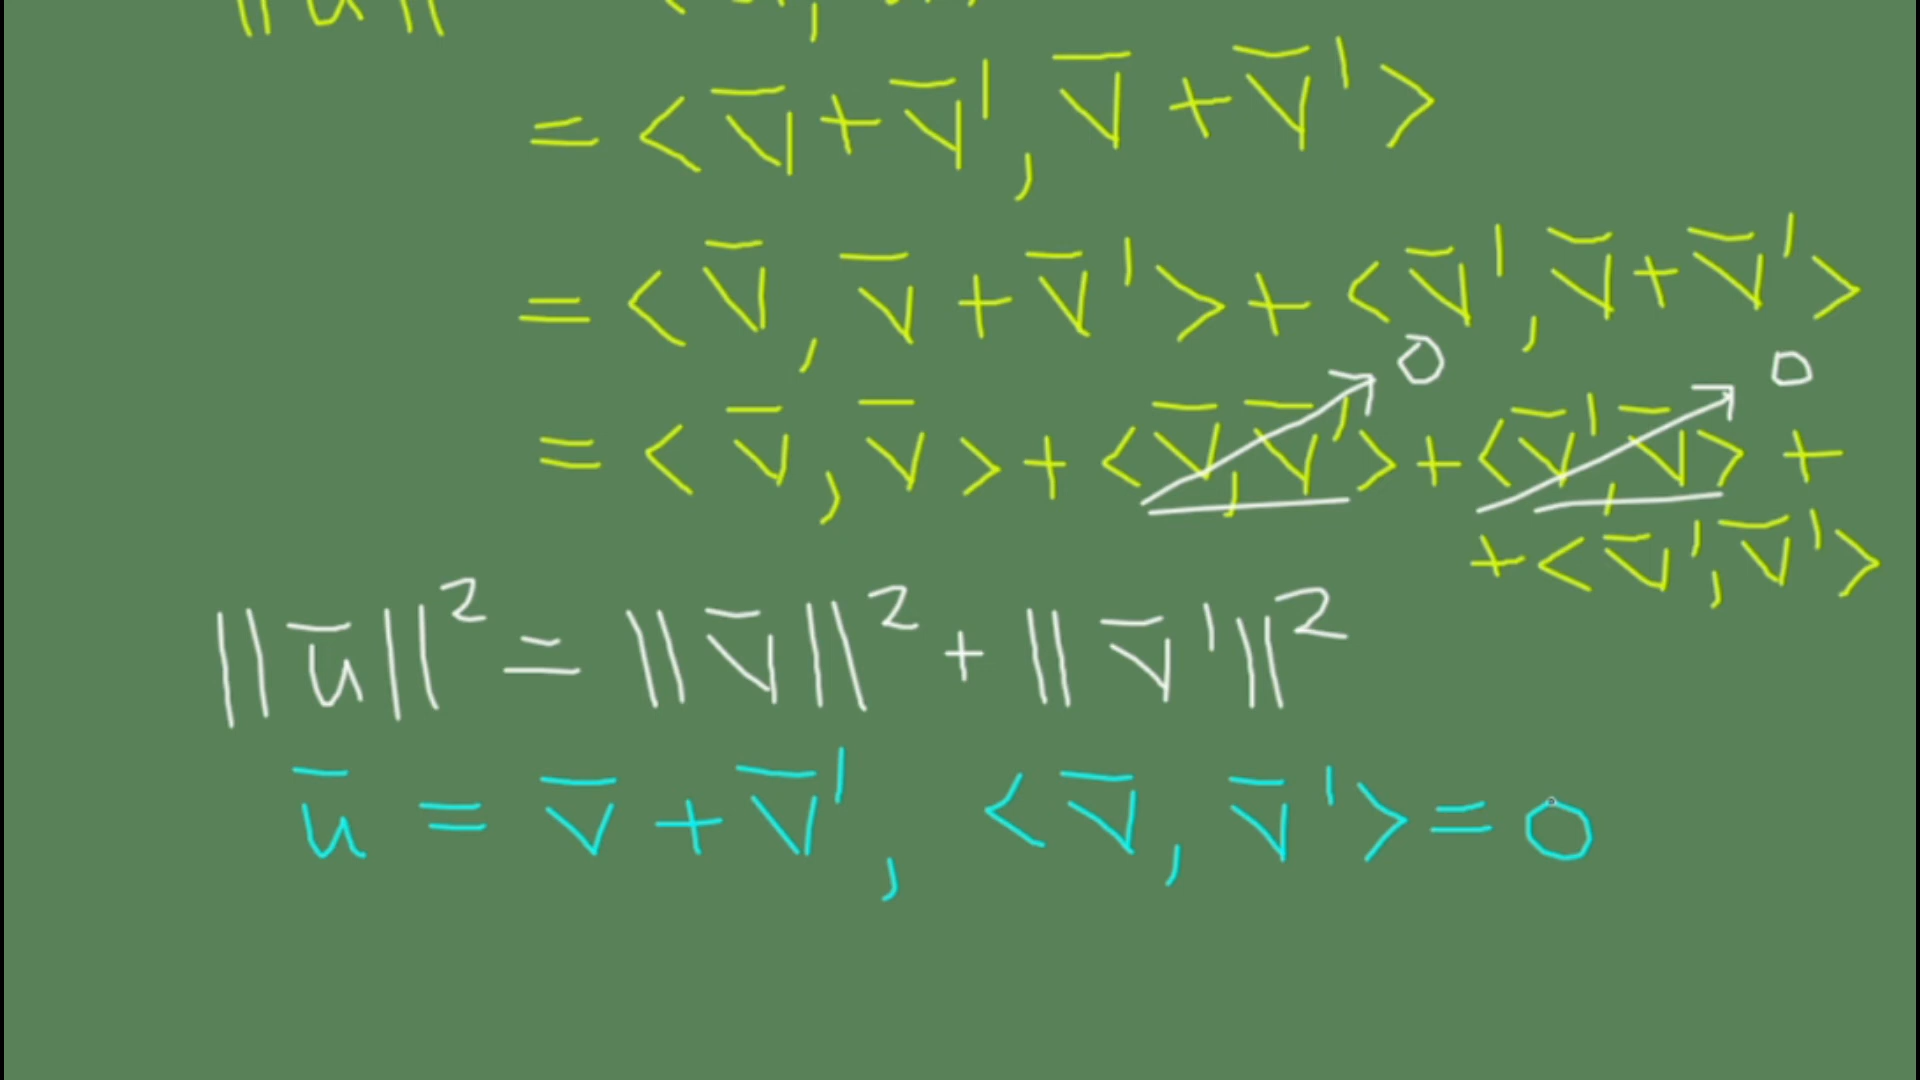 ‖u̅‖
= < v̅ + v̅', v̅ + v̅' >
= < v̅, v̅ + v̅' > + < v̅', v̅ + v̅' >
0 0
= < v̅, v̅ > + < v̅, v̅' > + < v̅', v̅ > +
+ < v̅', v̅' >
‖u̅‖² = ‖v̅‖² + ‖v̅'‖²
u̅ = v̅ + v̅', < v̅, v̅' > = 0